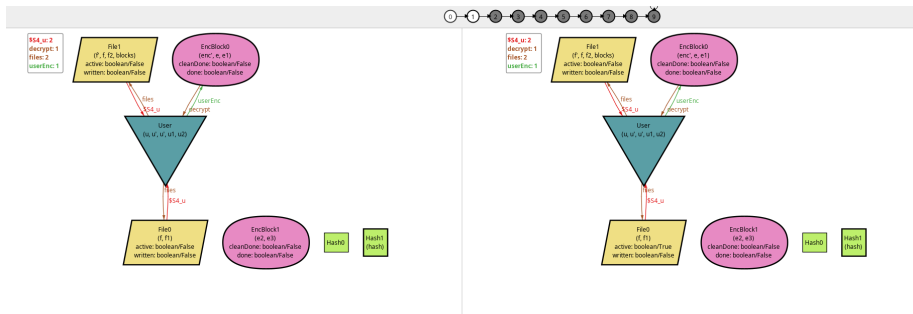 0 1 2 3 4 5 6 7 8 9
$S4_u: 2
decrypt: 1
files: 2
userEnc: 1
File1
(f', f, f2, blocks)
active: boolean/False
written: boolean/False
EncBlock0
(enc', e, e1)
cleanDone: boolean/False
done: boolean/False
files
userEnc
$S4_u
decrypt
User
(u, u', u', u1, u2)
files
$S4_u
File0
(f, f1)
active: boolean/False
written: boolean/False
EncBlock1
(e2, e3)
cleanDone: boolean/False
done: boolean/False
Hash0
Hash1
(hash)
$S4_u: 2
decrypt: 1
files: 2
userEnc: 1
File1
(f', f, f2, blocks)
active: boolean/False
written: boolean/False
EncBlock0
(enc', e, e1)
cleanDone: boolean/False
done: boolean/False
files
userEnc
$S4_u
decrypt
User
(u, u', u', u1, u2)
files
$S4_u
File0
(f, f1)
active: boolean/True
written: boolean/False
EncBlock1
(e2, e3)
cleanDone: boolean/False
done: boolean/False
Hash0
Hash1
(hash)